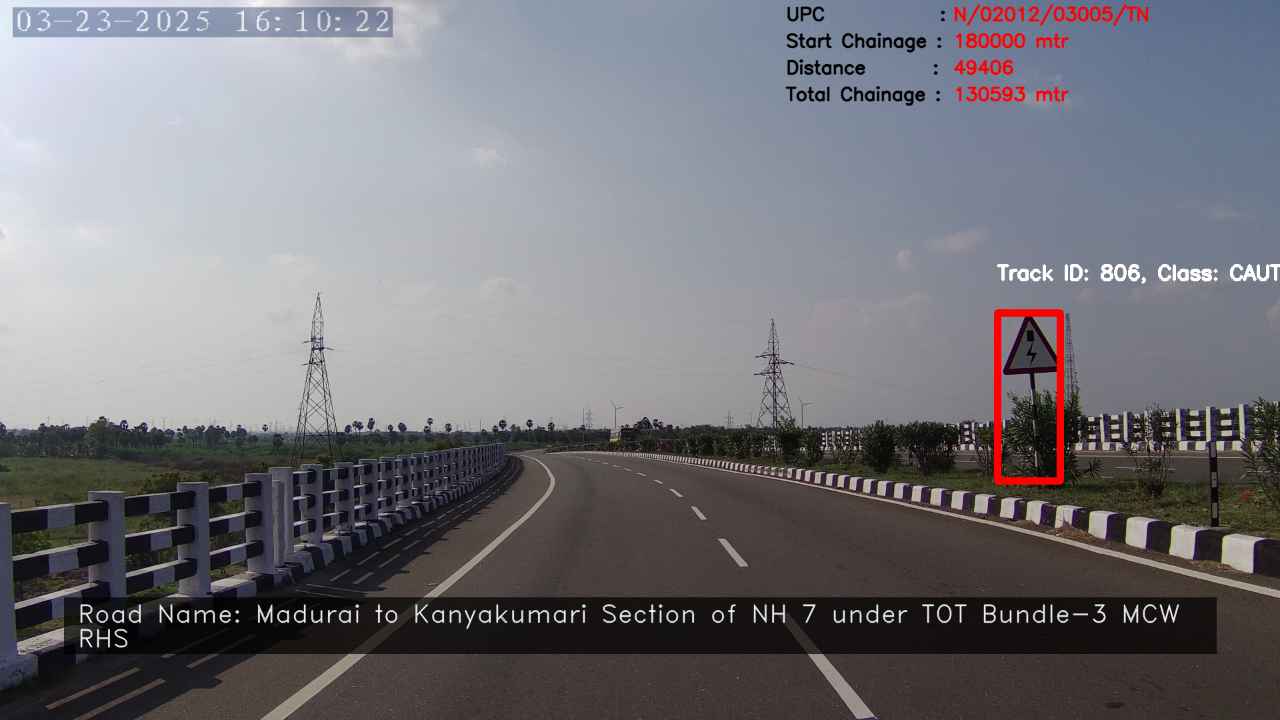 03-23-2025 16:10:22
UPC : N/02012/03005/TN
Start Chainage : 180000 mtr
Distance : 49406
Total Chainage : 130593 mtr
Track ID: 806, Class: CAUT
Road Name: Madurai to Kanyakumari Section of NH 7 under TOT Bundle-3 MCW
RHS